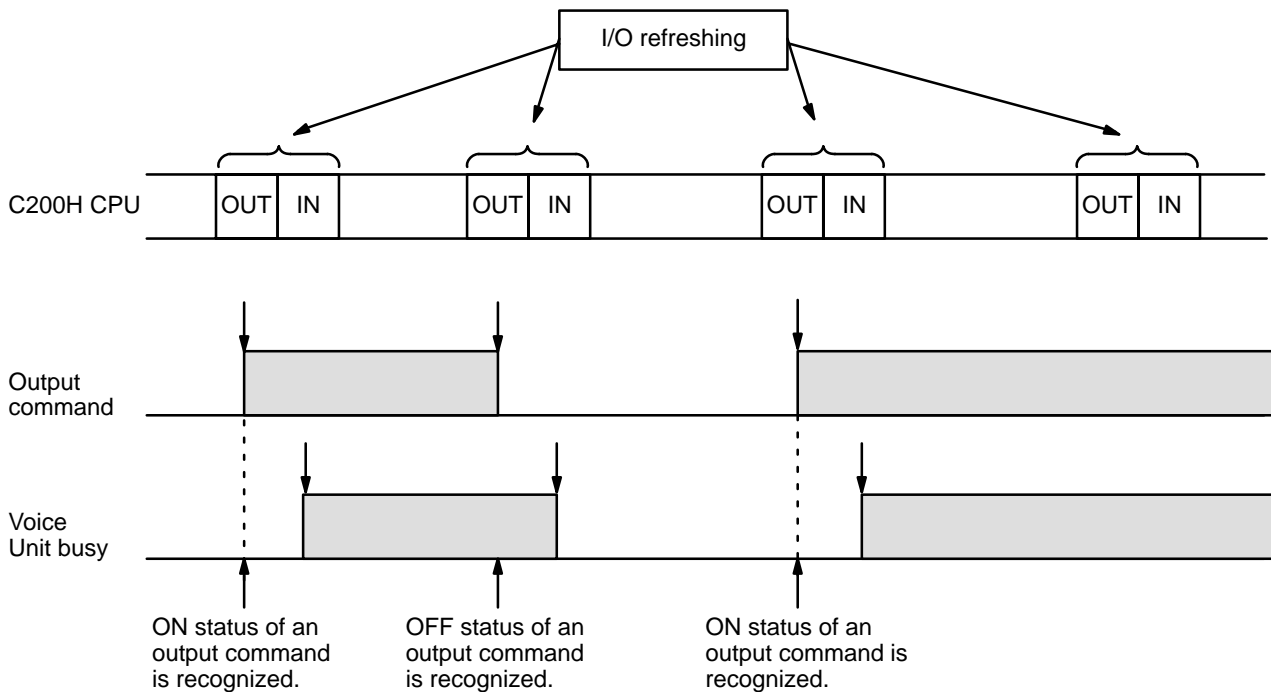 I/O refreshing
C200H CPU
OUT IN
OUT IN
OUT IN
OUT IN
Output
command
Voice
Unit busy
ON status of an
output command
is recognized.
OFF status of an
output command
is recognized.
ON status of an
output command is
recognized.